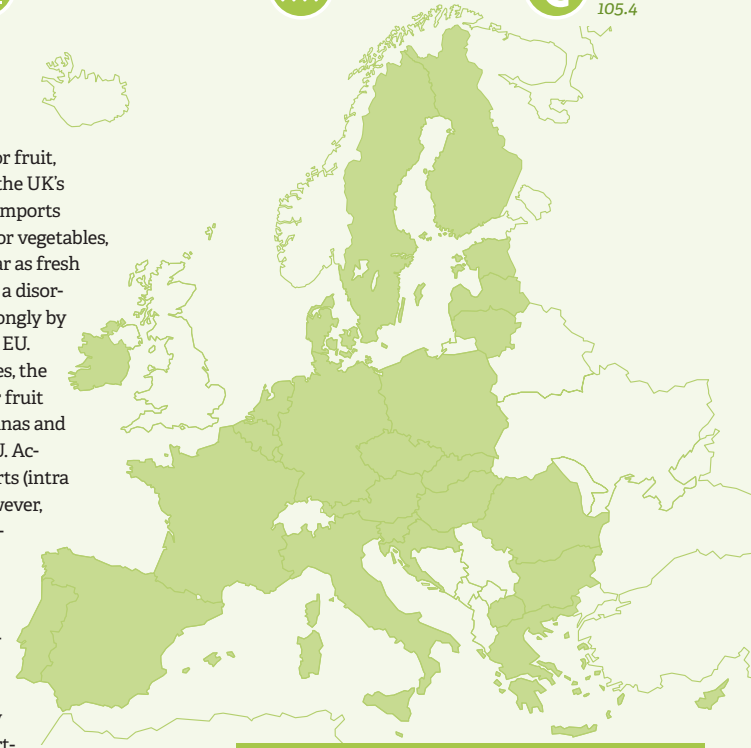 105.4
or fruit,
the UK's
imports
or vegetables,
ar as fresh
a disor-
ongly by
EU.
es, the
fruit
nas and
J. Ac-
rts (intra
wever,
-
rt-